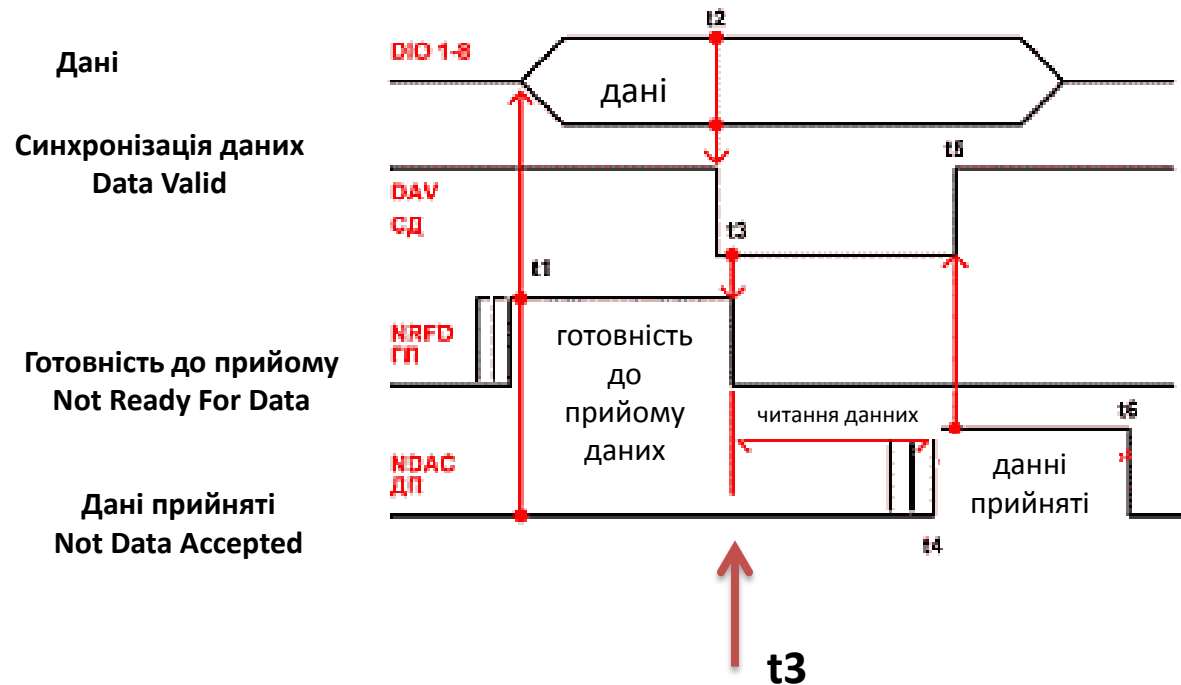 t2
DIO 1-8
Дані
дані
Синхронізація даних
Data Valid
t5
DAV
СД
t3
t1
NRFD
ГП
готовність
до
прийому
даних
Готовність до прийому
Not Ready For Data
читання данних
t6
NDAC
ДП
данні
прийняті
Дані прийняті
Not Data Accepted
t4
t3